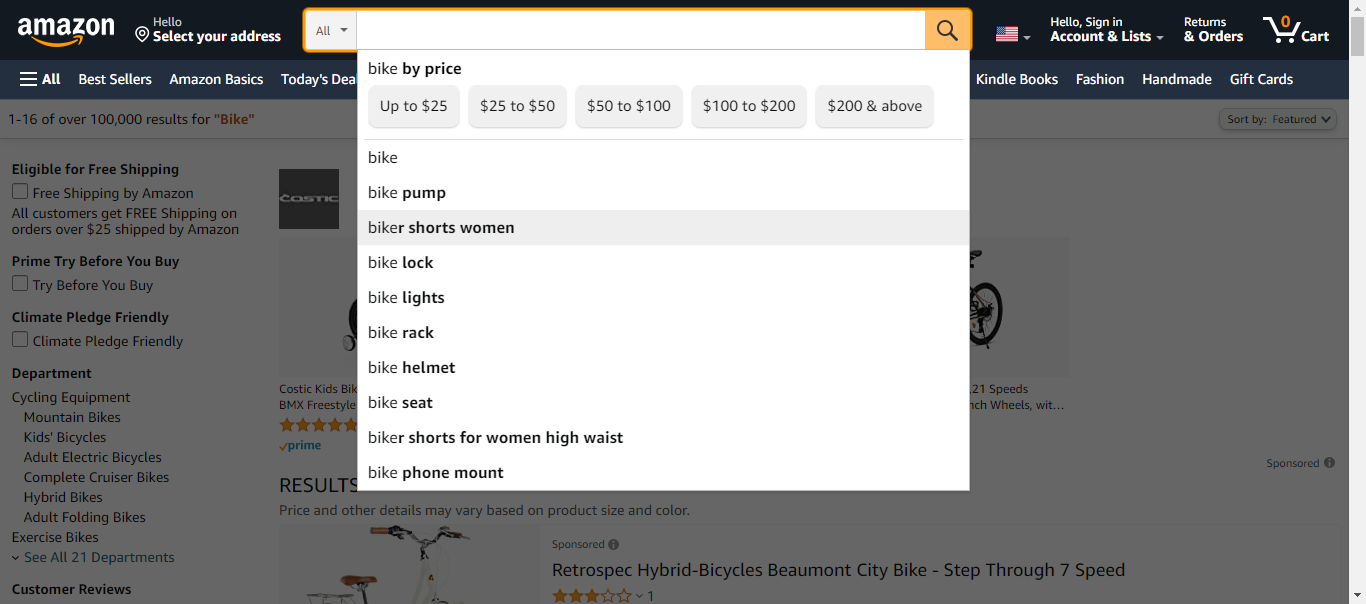 amazon
Hello
Select your address
All
Hello, Sign in
Account & Lists
Returns
& Orders
0
Cart
All
Best Sellers
Amazon Basics
Today's
Kindle Books
Fashion
Handmade
Gift Cards
bike by price
Up to $25
$25 to $50
$50 to $100
$100 to $200
$200 & above
bike
bike pump
biker shorts women
bike lock
bike lights
bike rack
bike helmet
bike seat
biker shorts for women high waist
bike phone mount
1-16 of over 100,000 results for "Bike"
Sort by: Featured
Eligible for Free Shipping
Free Shipping by Amazon
All customers get FREE Shipping on
orders over $25 shipped by Amazon
Prime Try Before You Buy
Try Before You Buy
Climate Pledge Friendly
Climate Pledge Friendly
Department
Cycling Equipment
Mountain Bikes
Kids' Bicycles
Adult Electric Bicycles
Complete Cruiser Bikes
Hybrid Bikes
Adult Folding Bikes
Exercise Bikes
See All 21 Departments
Customer Reviews
COSTIC
Costic Kids
BMX Freestyle
prime
,21 Speeds
Wheels, wit...
Sponsored
RESULTS
Price and other details may vary based on product size and color.
Sponsored
Retrospec Hybrid-Bicycles Beaumont City Bike - Step Through 7 Speed
1